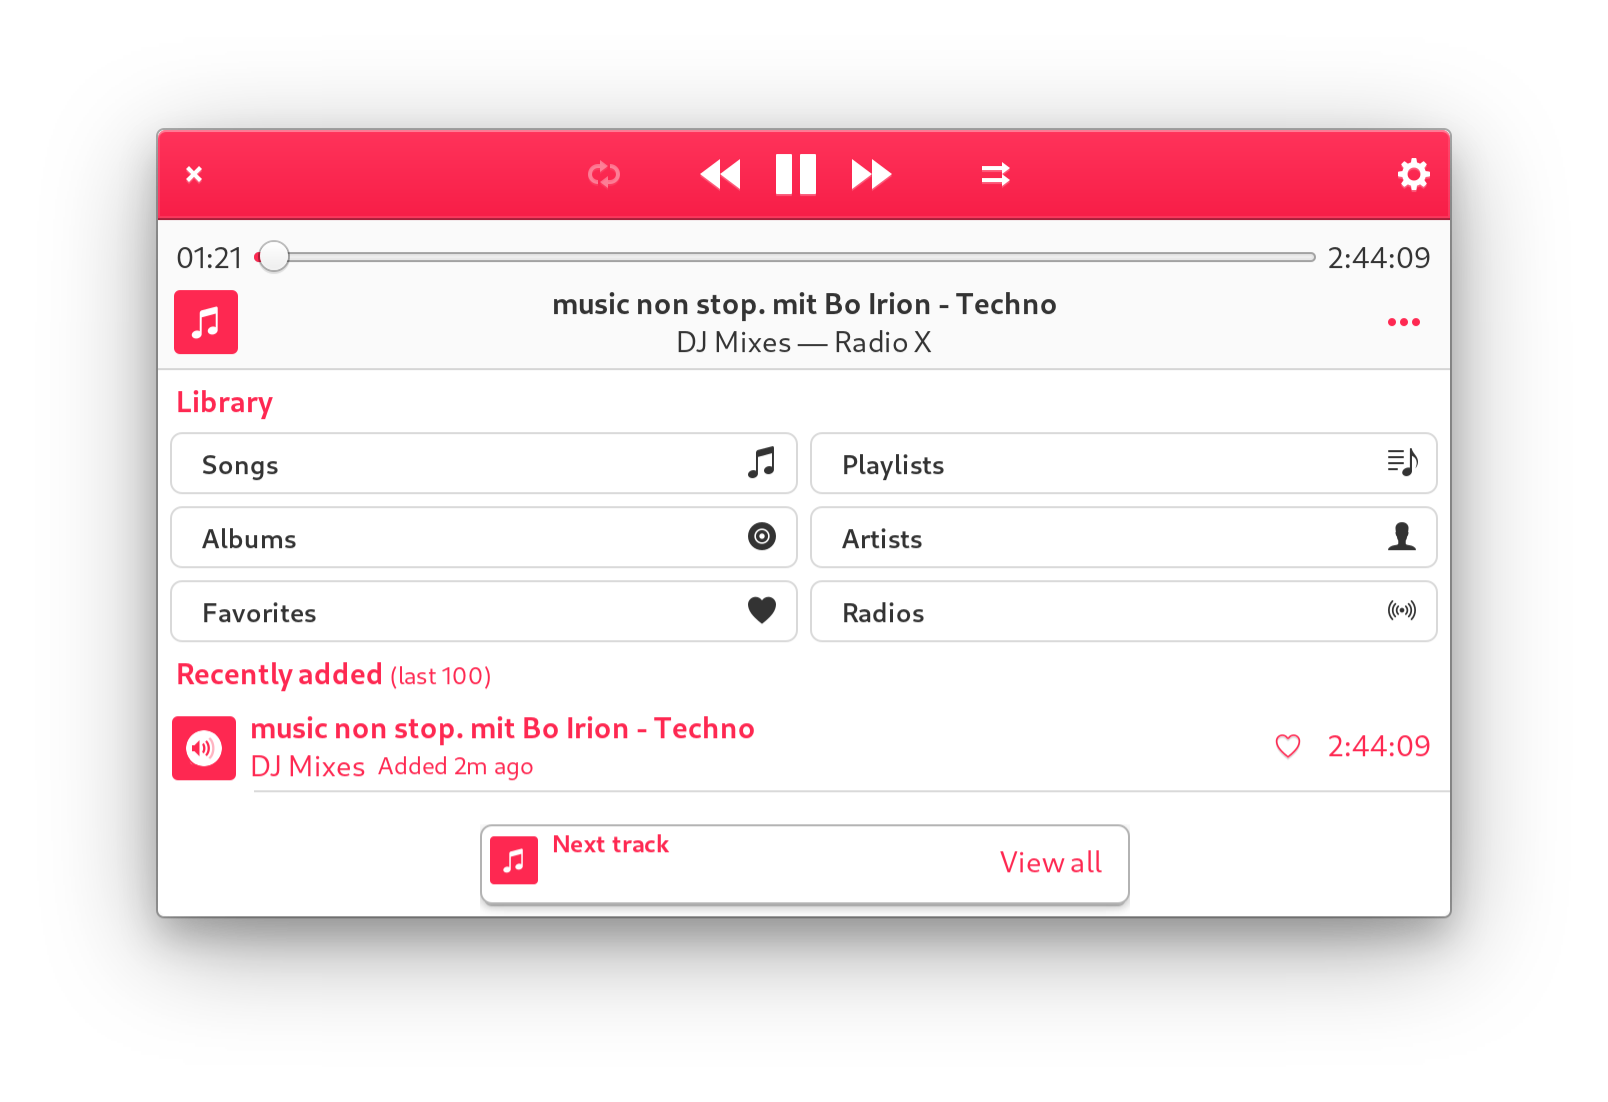 01:21
2:44:09
music non stop. mit Bo Irion - Techno
DJ Mixes — Radio X
Library
Songs
Playlists
Albums
Artists
Favorites
Radios
Recently added (last 100)
music non stop. mit Bo Irion - Techno
DJ Mixes Added 2m ago
2:44:09
Next track
View all